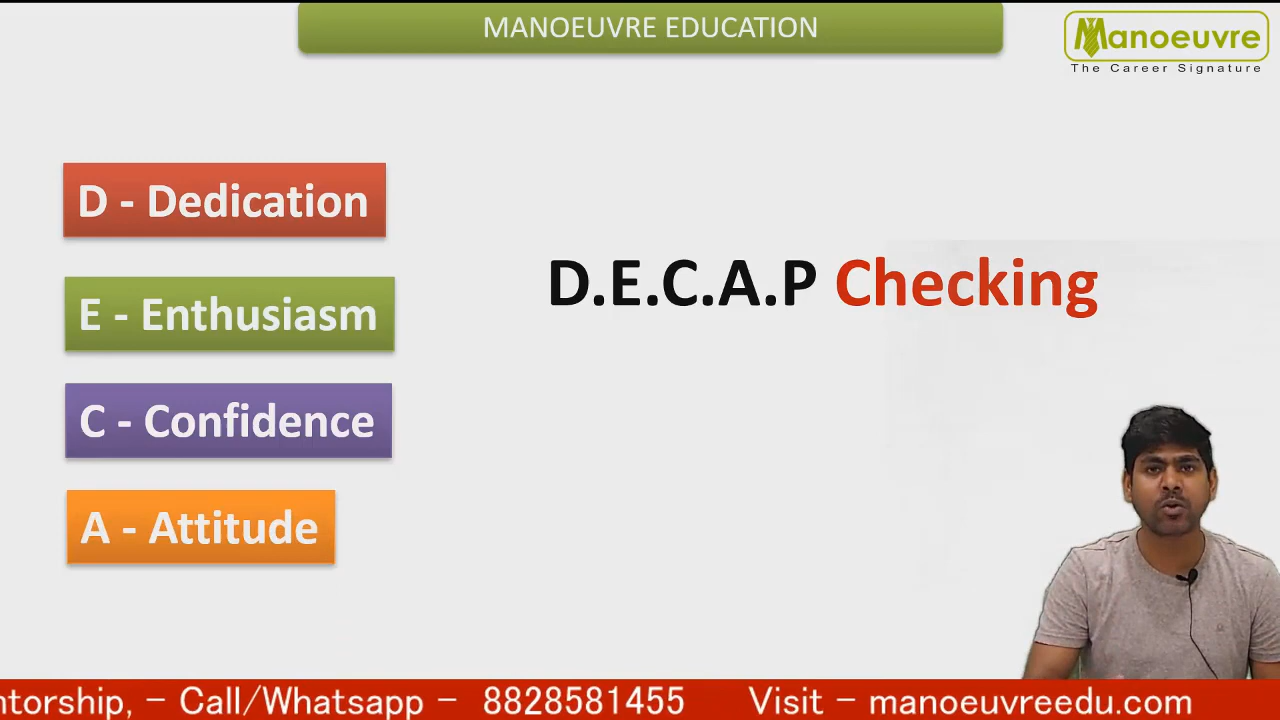 MANOEUVRE EDUCATION
Manoeuvre
The Career Signature
D - Dedication
D.E.C.A.P Checking
E - Enthusiasm
C - Confidence
A - Attitude
ntorship, - Call/Whatsapp - 8828581455 Visit - manoeuvreedu.com